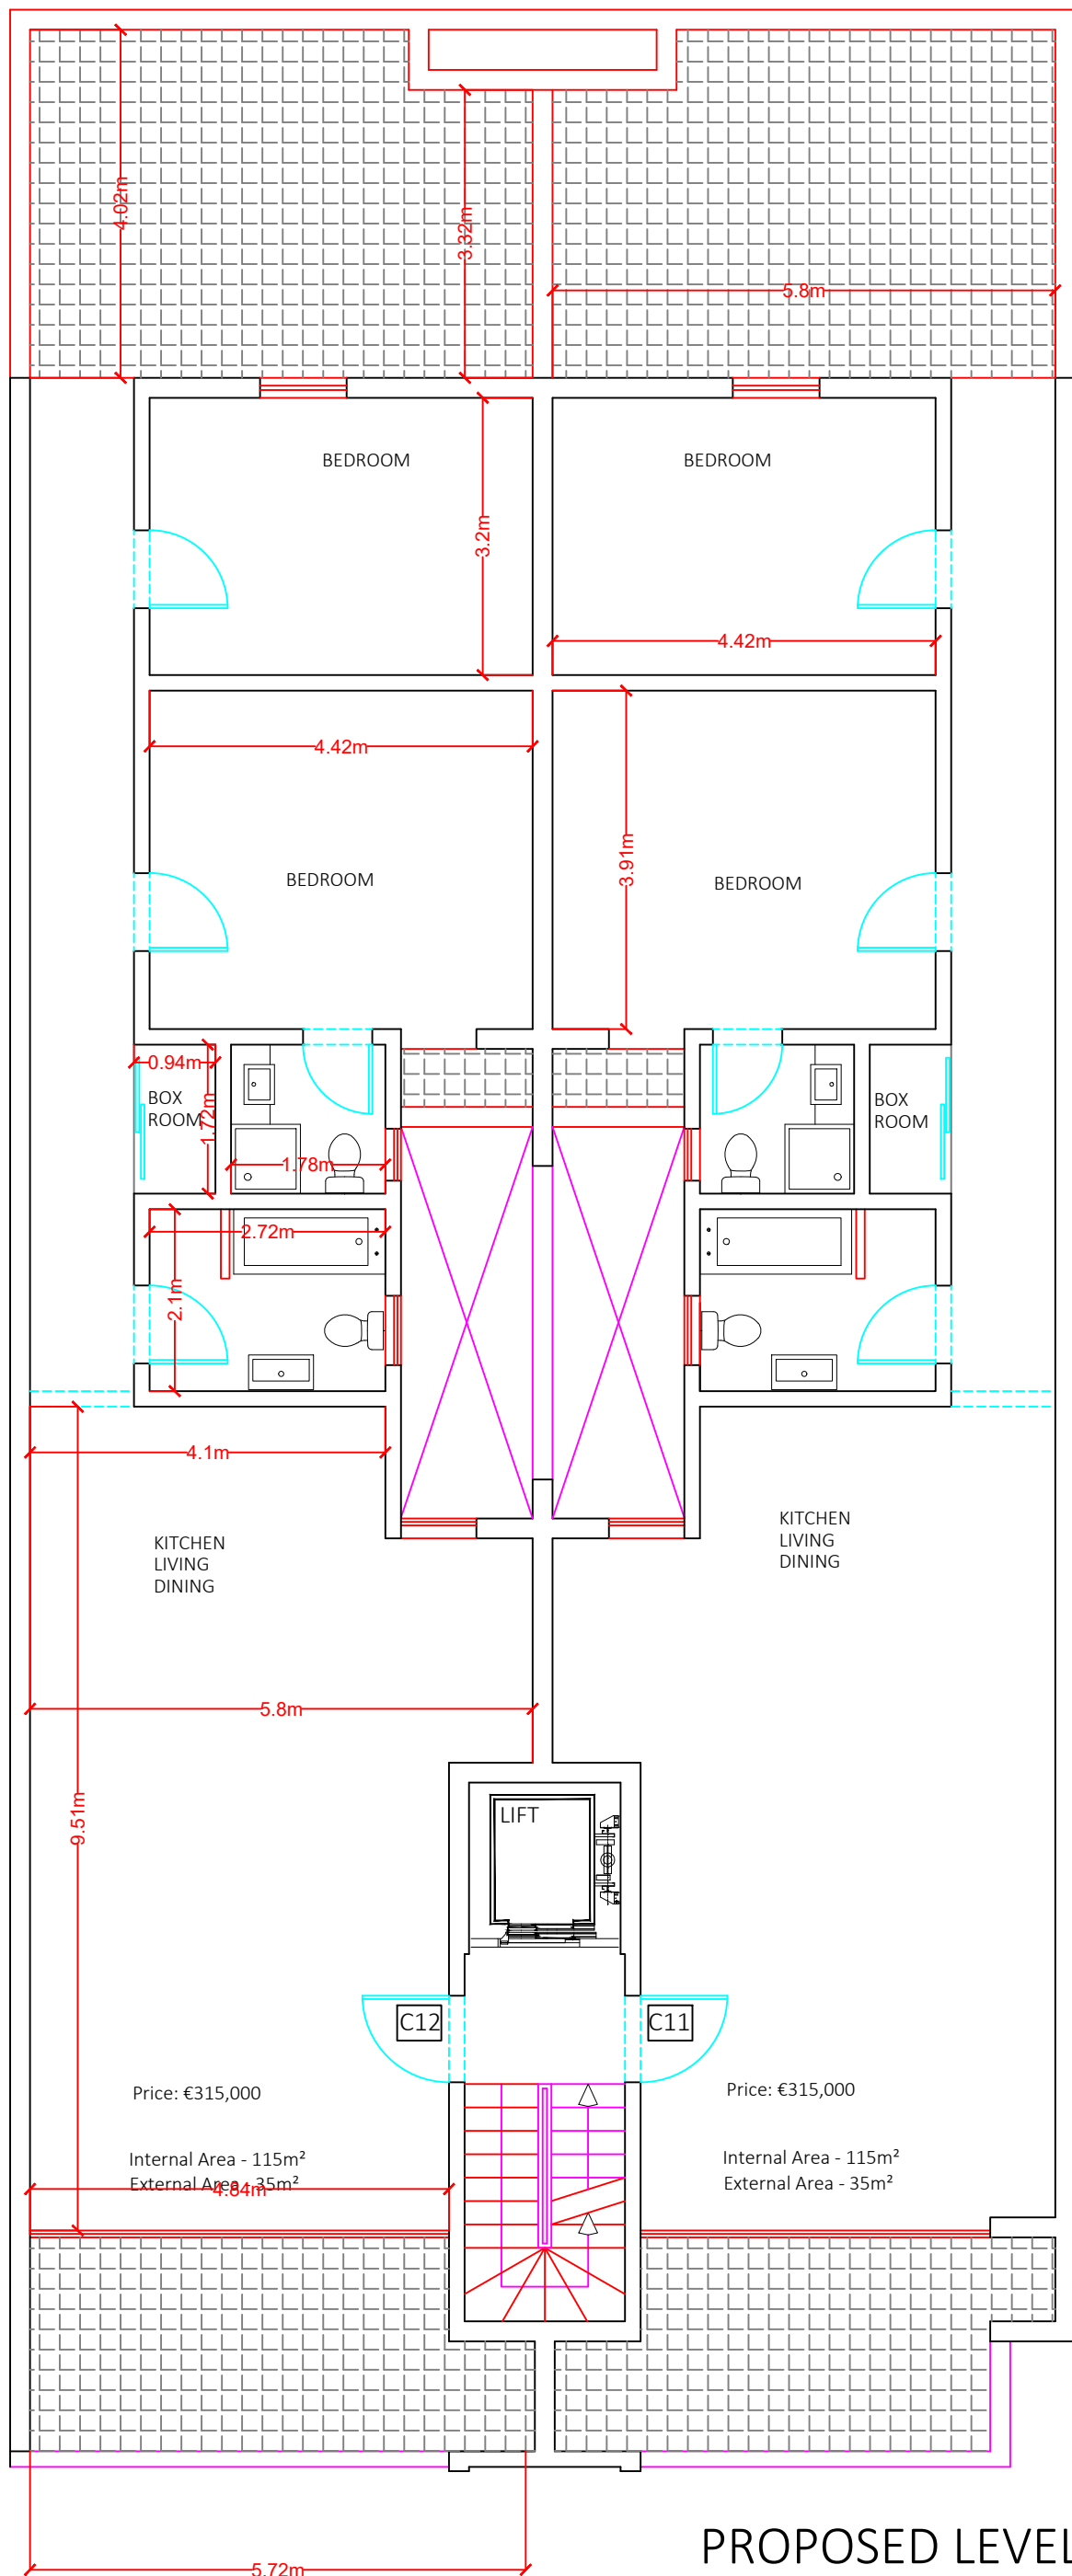 4.02m
3.32m
5.8m
BEDROOM
BEDROOM
3.2m
4.42m
4.42m
3.91m
BEDROOM
BEDROOM
0.94m
BOX
ROOM
1.72m
BOX
ROOM
1.78m
2.72m
2.1m
4.1m
KITCHEN
LIVING
DINING
KITCHEN
LIVING
DINING
5.8m
9.51m
LIFT
C12
C11
Price: €315,000
Price: €315,000
Internal Area - 115m²
External Area - 35m²
Internal Area - 115m²
External Area - 35m²
4.84m
PROPOSED LEVEL
5.72m